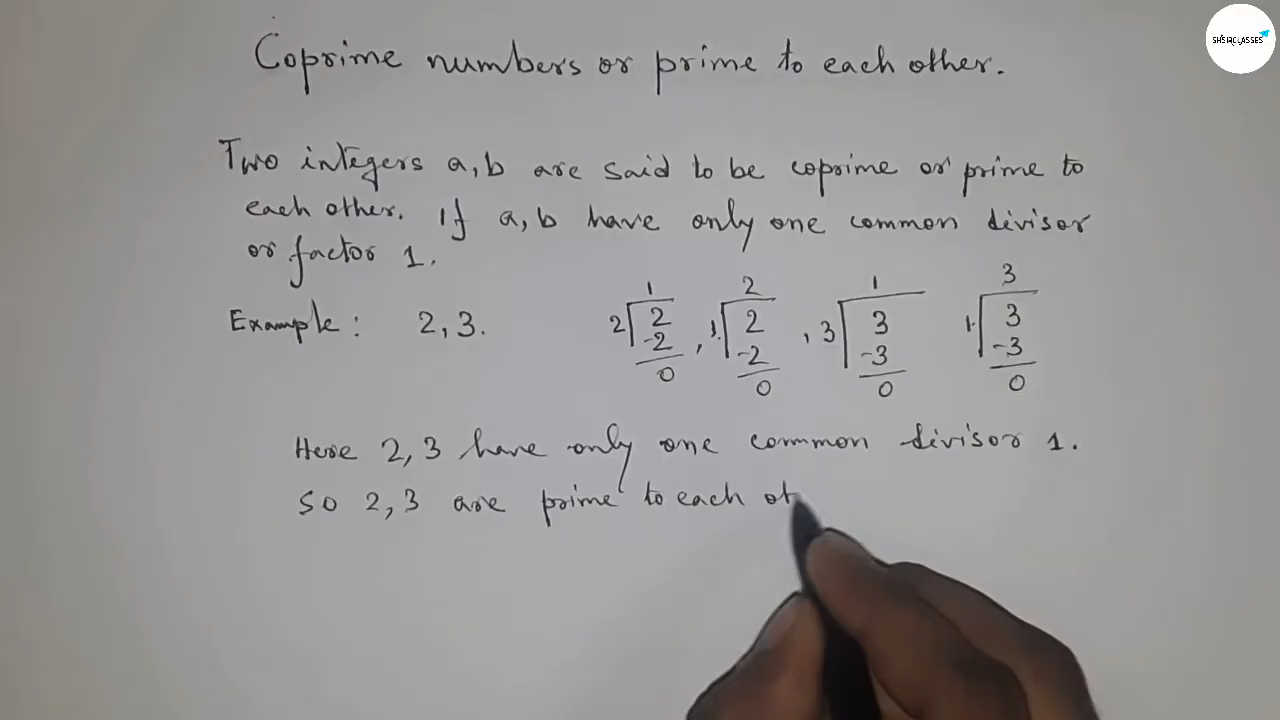 SHSIRCLASSES
Coprime numbers or prime to each other.
Two integers a, b are said to be coprime or prime to
each other. If a, b have only one common divisor
or factor 1.
Example : 2, 3.
1 2 1 3
2 2 , 1 2 , 3 3 1 3
-2 -2 -3 -3
0 0 0 0
Here 2, 3 have only one common divisor 1.
So 2, 3 are prime to each ot